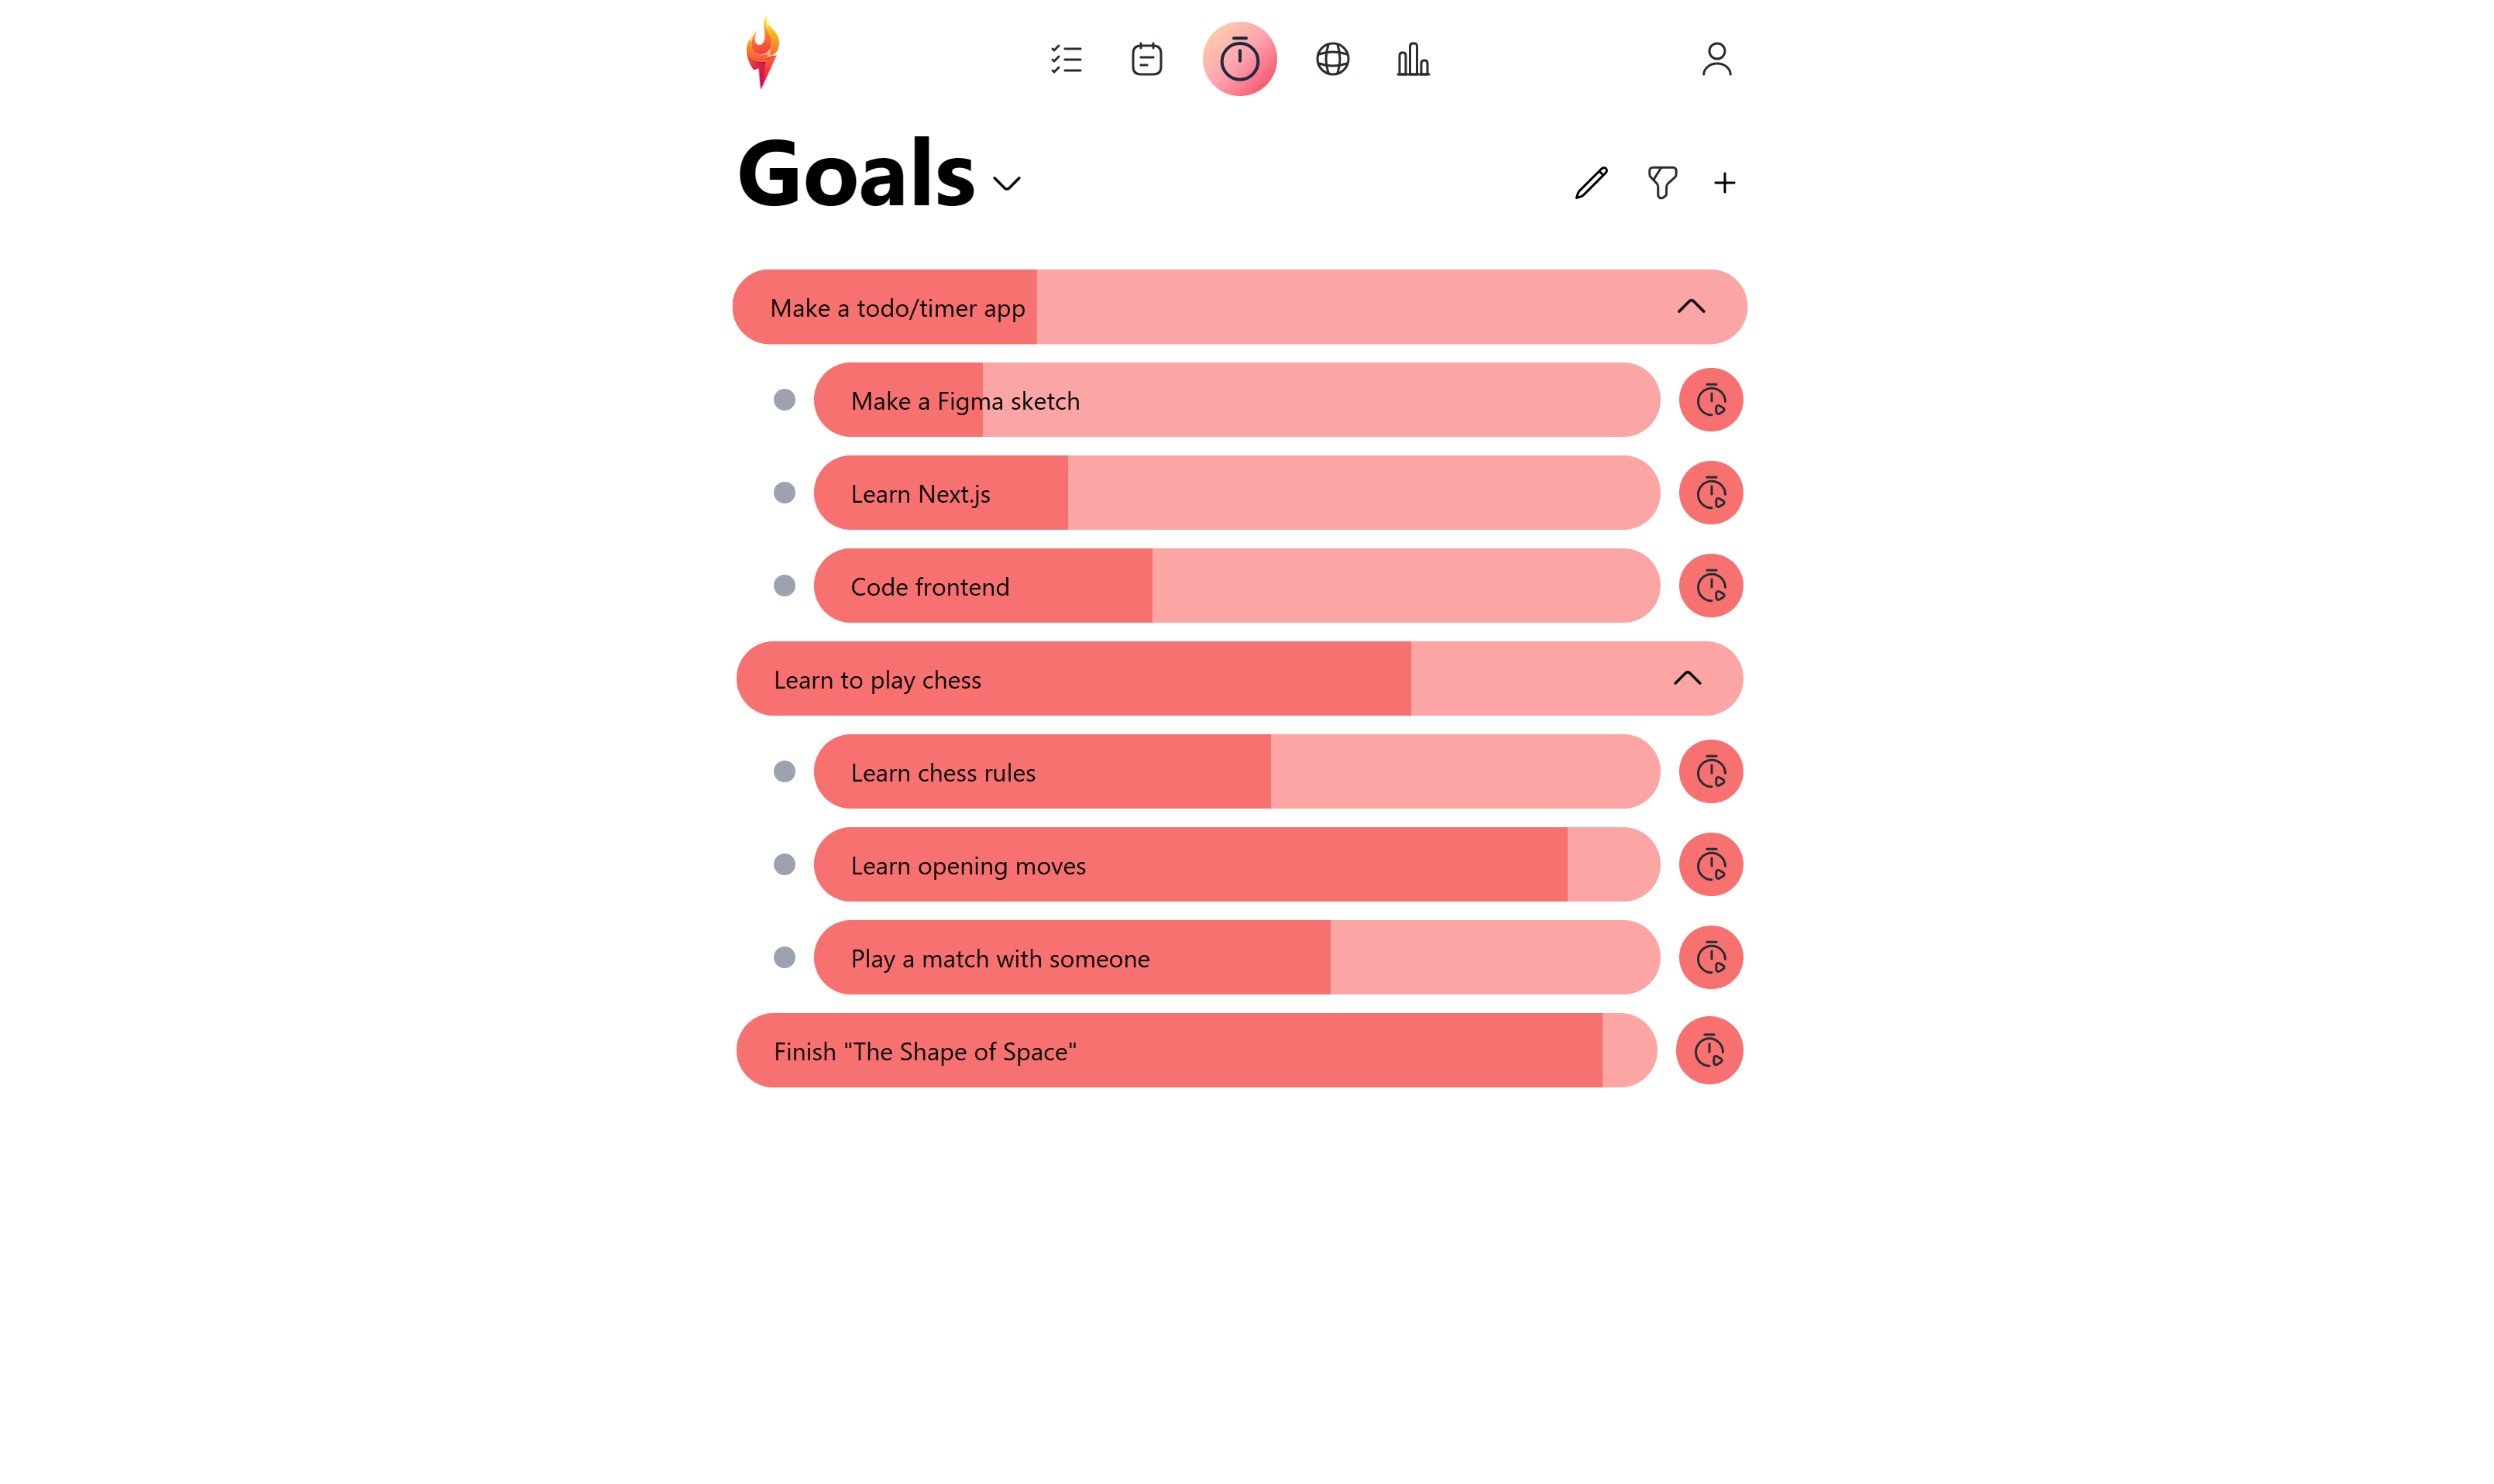 Goals
Make a todo/timer app
Make a Figma sketch
Learn Next.js
Code frontend
Learn to play chess
Learn chess rules
Learn opening moves
Play a match with someone
Finish "The Shape of Space"